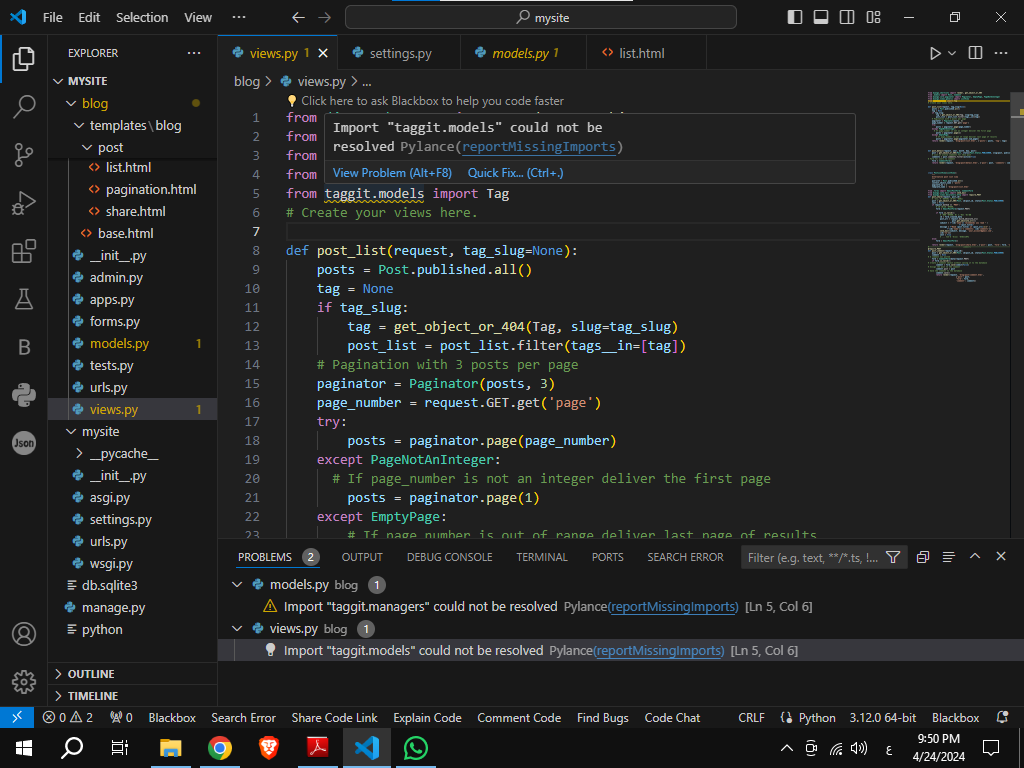 File Edit Selection View ··· mysite
EXPLORER ···
MYSITE
blog
templates\blog
post
list.html
pagination.html
share.html
base.html
__init__.py
admin.py
apps.py
forms.py
models.py 1
tests.py
urls.py
views.py 1
mysite
__pycache__
__init__.py
asgi.py
settings.py
urls.py
wsgi.py
db.sqlite3
manage.py
python
OUTLINE
TIMELINE
B
Json
views.py 1 settings.py models.py 1 list.html ···
blog > views.py > ...
Click here to ask Blackbox to help you code faster
1 from
2 from
3 from
4 from
Import "taggit.models" could not be
resolved Pylance(reportMissingImports)
View Problem (Alt+F8) Quick Fix... (Ctrl+.)
5 from taggit.models import Tag
6 # Create your views here.
7
8 def post_list(request, tag_slug=None):
9 posts = Post.published.all()
10 tag = None
11 if tag_slug:
12 tag = get_object_or_404(Tag, slug=tag_slug)
13 post_list = post_list.filter(tags__in=[tag])
14 # Pagination with 3 posts per page
15 paginator = Paginator(posts, 3)
16 page_number = request.GET.get('page')
17 try:
18 posts = paginator.page(page_number)
19 except PageNotAnInteger:
20 # If page_number is not an integer deliver the first page
21 posts = paginator.page(1)
22 except EmptyPage:
23 # If page_number is out of range deliver last page of results
PROBLEMS 2 OUTPUT DEBUG CONSOLE TERMINAL PORTS SEARCH ERROR Filter (e.g. text, **/*.ts, !...
models.py blog 1
Import "taggit.managers" could not be resolved Pylance(reportMissingImports) [Ln 5, Col 6]
views.py blog 1
Import "taggit.models" could not be resolved Pylance(reportMissingImports) [Ln 5, Col 6]
0 2 0 Blackbox Search Error Share Code Link Explain Code Comment Code Find Bugs Code Chat CRLF Python 3.12.0 64-bit Blackbox
ع 9:50 PM
4/24/2024